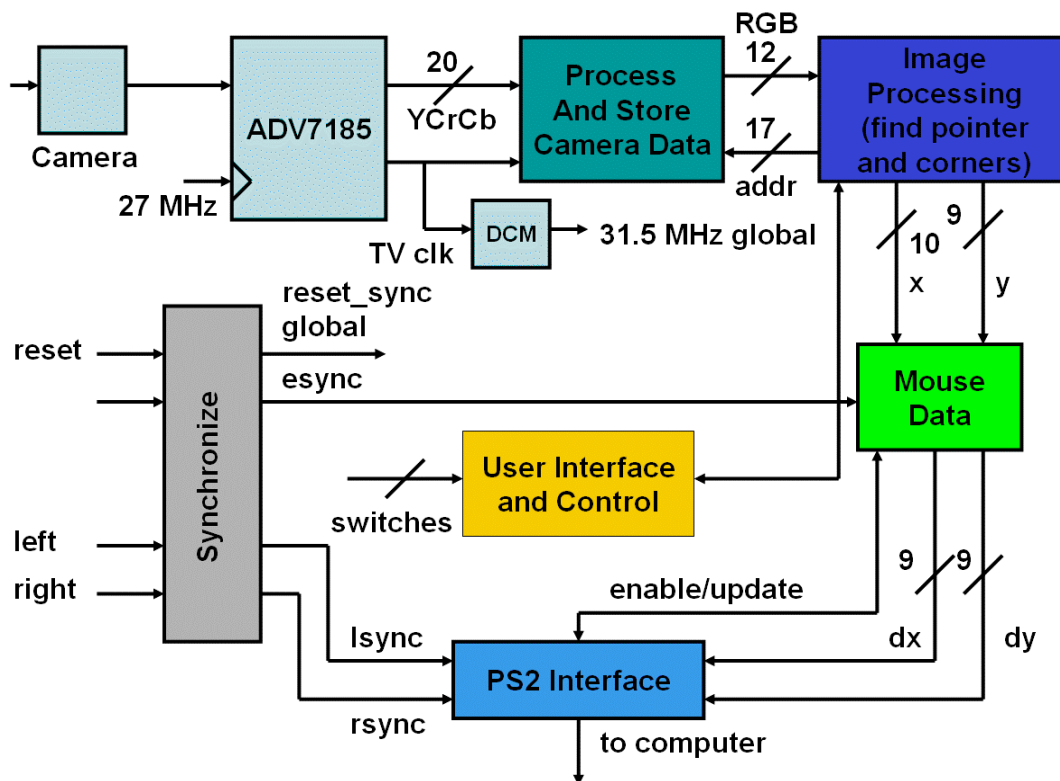 RGB
20
12
Process
And Store
Camera Data
Image
Processing
(find pointer
and corners)
ADV7185
YCrCb
17
Camera
addr
27 MHz
DCM
31.5 MHz global
TV clk
9
10
x
y
reset_sync
global
reset
esync
Mouse
Data
Synchronize
User Interface
and Control
switches
left
right
9
9
enable/update
lsync
dx
dy
PS2 Interface
rsync
to computer